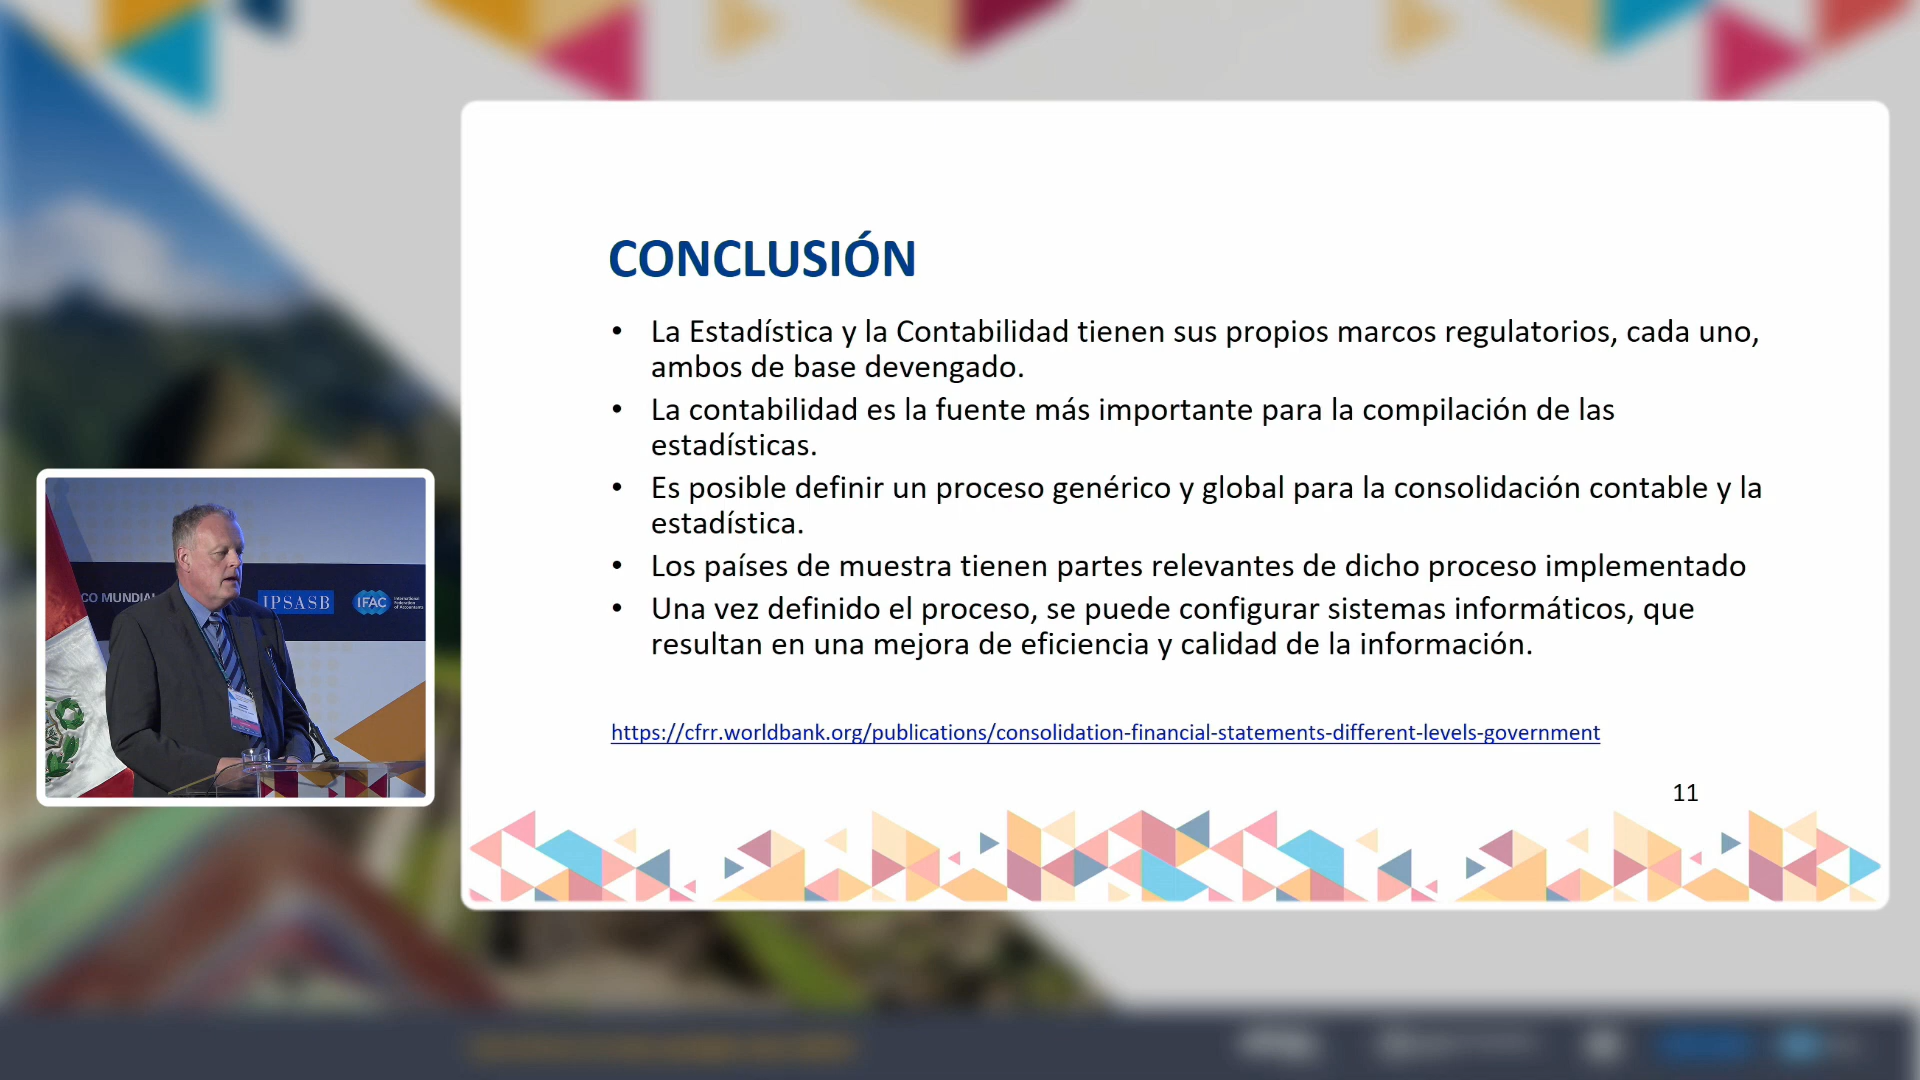 CONCLUSIÓN
• La Estadística y la Contabilidad tienen sus propios marcos regulatorios, cada uno,
ambos de base devengado.
• La contabilidad es la fuente más importante para la compilación de las
estadísticas.
• Es posible definir un proceso genérico y global para la consolidación contable y la
estadística.
• Los países de muestra tienen partes relevantes de dicho proceso implementado
• Una vez definido el proceso, se puede configurar sistemas informáticos, que
resultan en una mejora de eficiencia y calidad de la información.
https://cfrr.worldbank.org/publications/consolidation-financial-statements-different-levels-government
11
CO MUNDIAL
IPSASB
IFAC
International
Federation
of Accountants